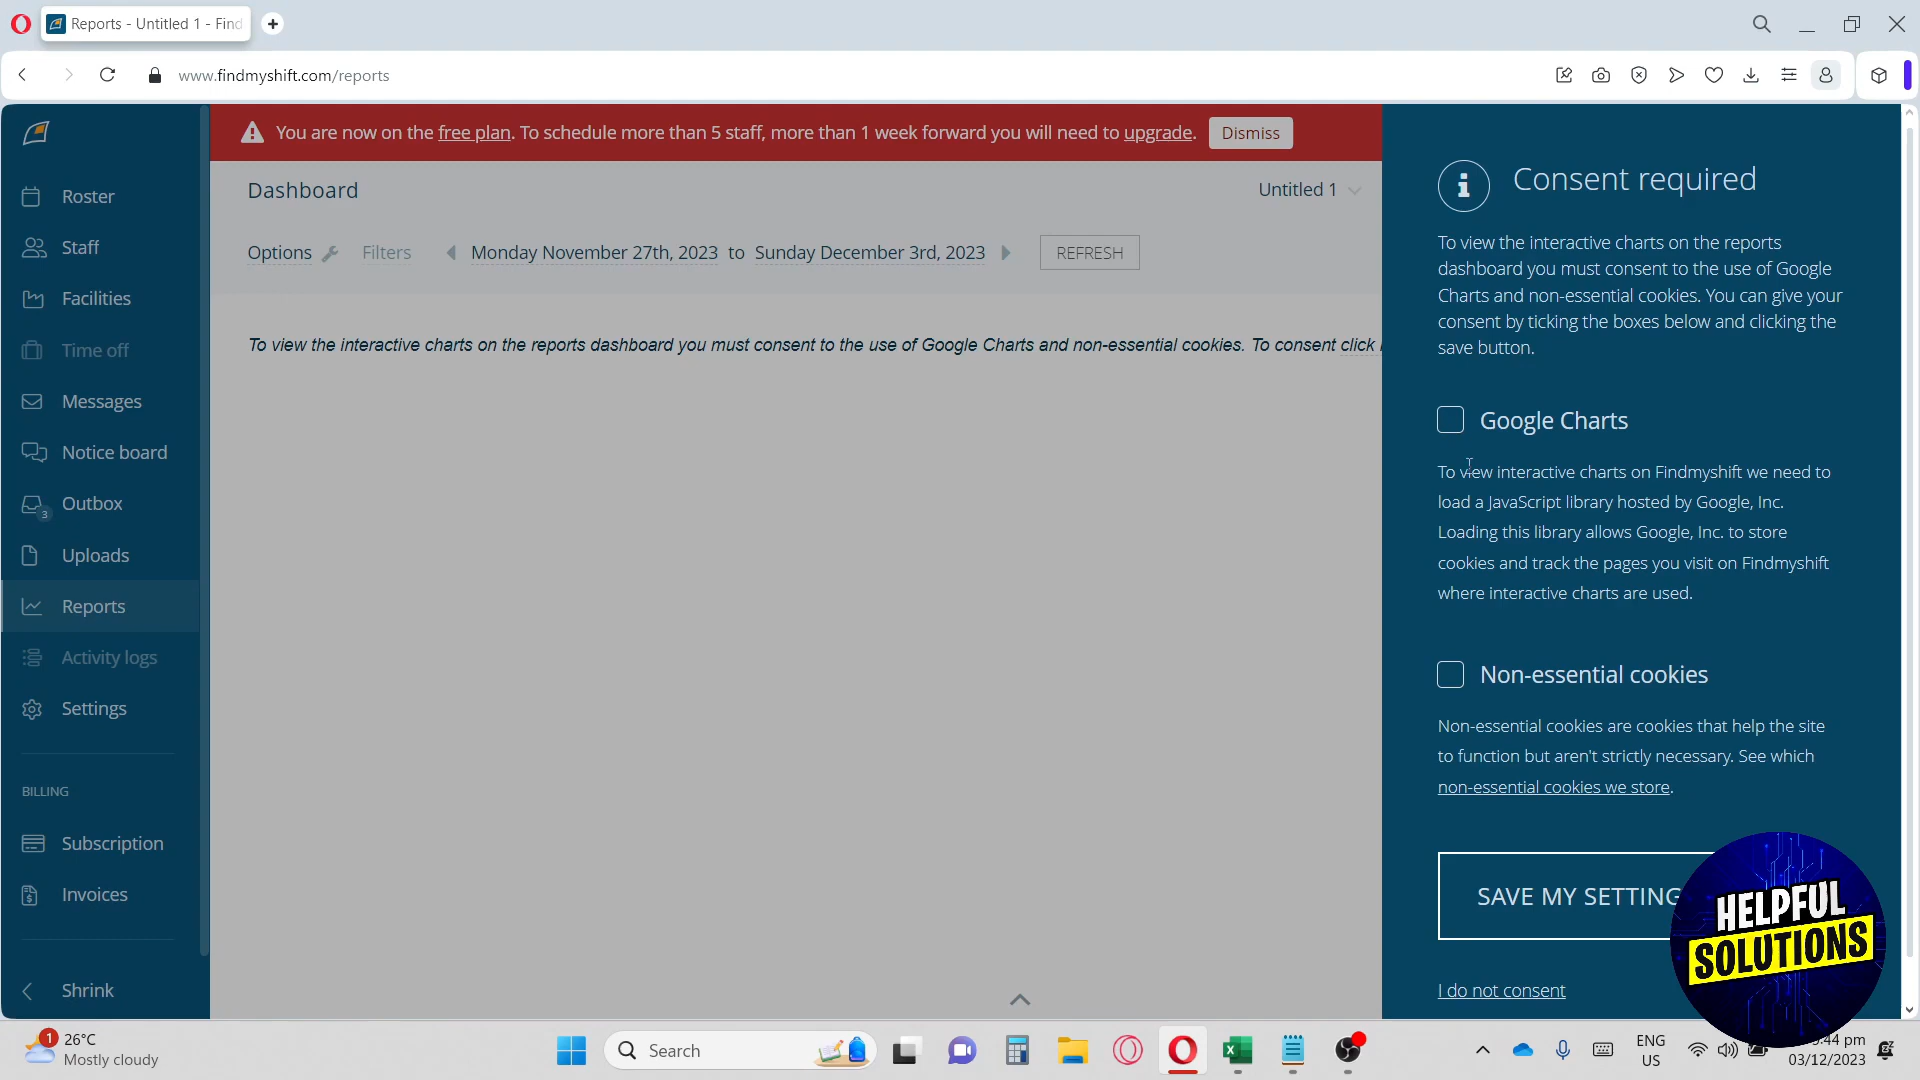 Reports - Untitled 1 - Find
www.findmyshift.com/reports
You are now on the free plan. To schedule more than 5 staff, more than 1 week forward you will need to upgrade.
Dismiss
Roster
Staff
Facilities
Time off
Messages
Notice board
Outbox
3
Uploads
Reports
Activity logs
Settings
BILLING
Subscription
Invoices
Shrink
Dashboard
Untitled 1
Options
Filters
Monday November 27th, 2023 to Sunday December 3rd, 2023
REFRESH
To view the interactive charts on the reports dashboard you must consent to the use of Google Charts and non-essential cookies. To consent click
Consent required
To view the interactive charts on the reports
dashboard you must consent to the use of Google
Charts and non-essential cookies. You can give your
consent by ticking the boxes below and clicking the
save button.
Google Charts
To view interactive charts on Findmyshift we need to
load a JavaScript library hosted by Google, Inc.
Loading this library allows Google, Inc. to store
cookies and track the pages you visit on Findmyshift
where interactive charts are used.
Non-essential cookies
Non-essential cookies are cookies that help the site
to function but aren't strictly necessary. See which
non-essential cookies we store.
SAVE MY SETTING
I do not consent
HELPFUL
SOLUTIONS
1
26°C
Mostly cloudy
Search
ENG
US
:44 pm
03/12/2023